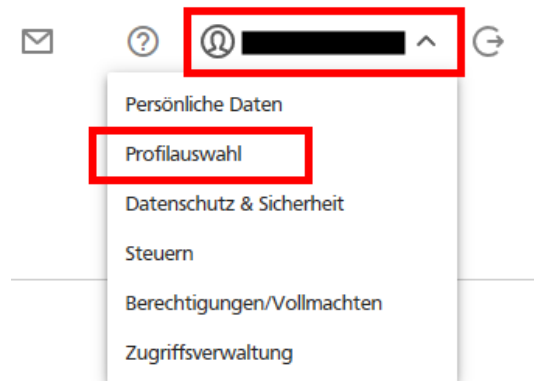 Persönliche Daten
Profilauswahl
Datenschutz & Sicherheit
Steuern
Berechtigungen/Vollmachten
Zugriffsverwaltung